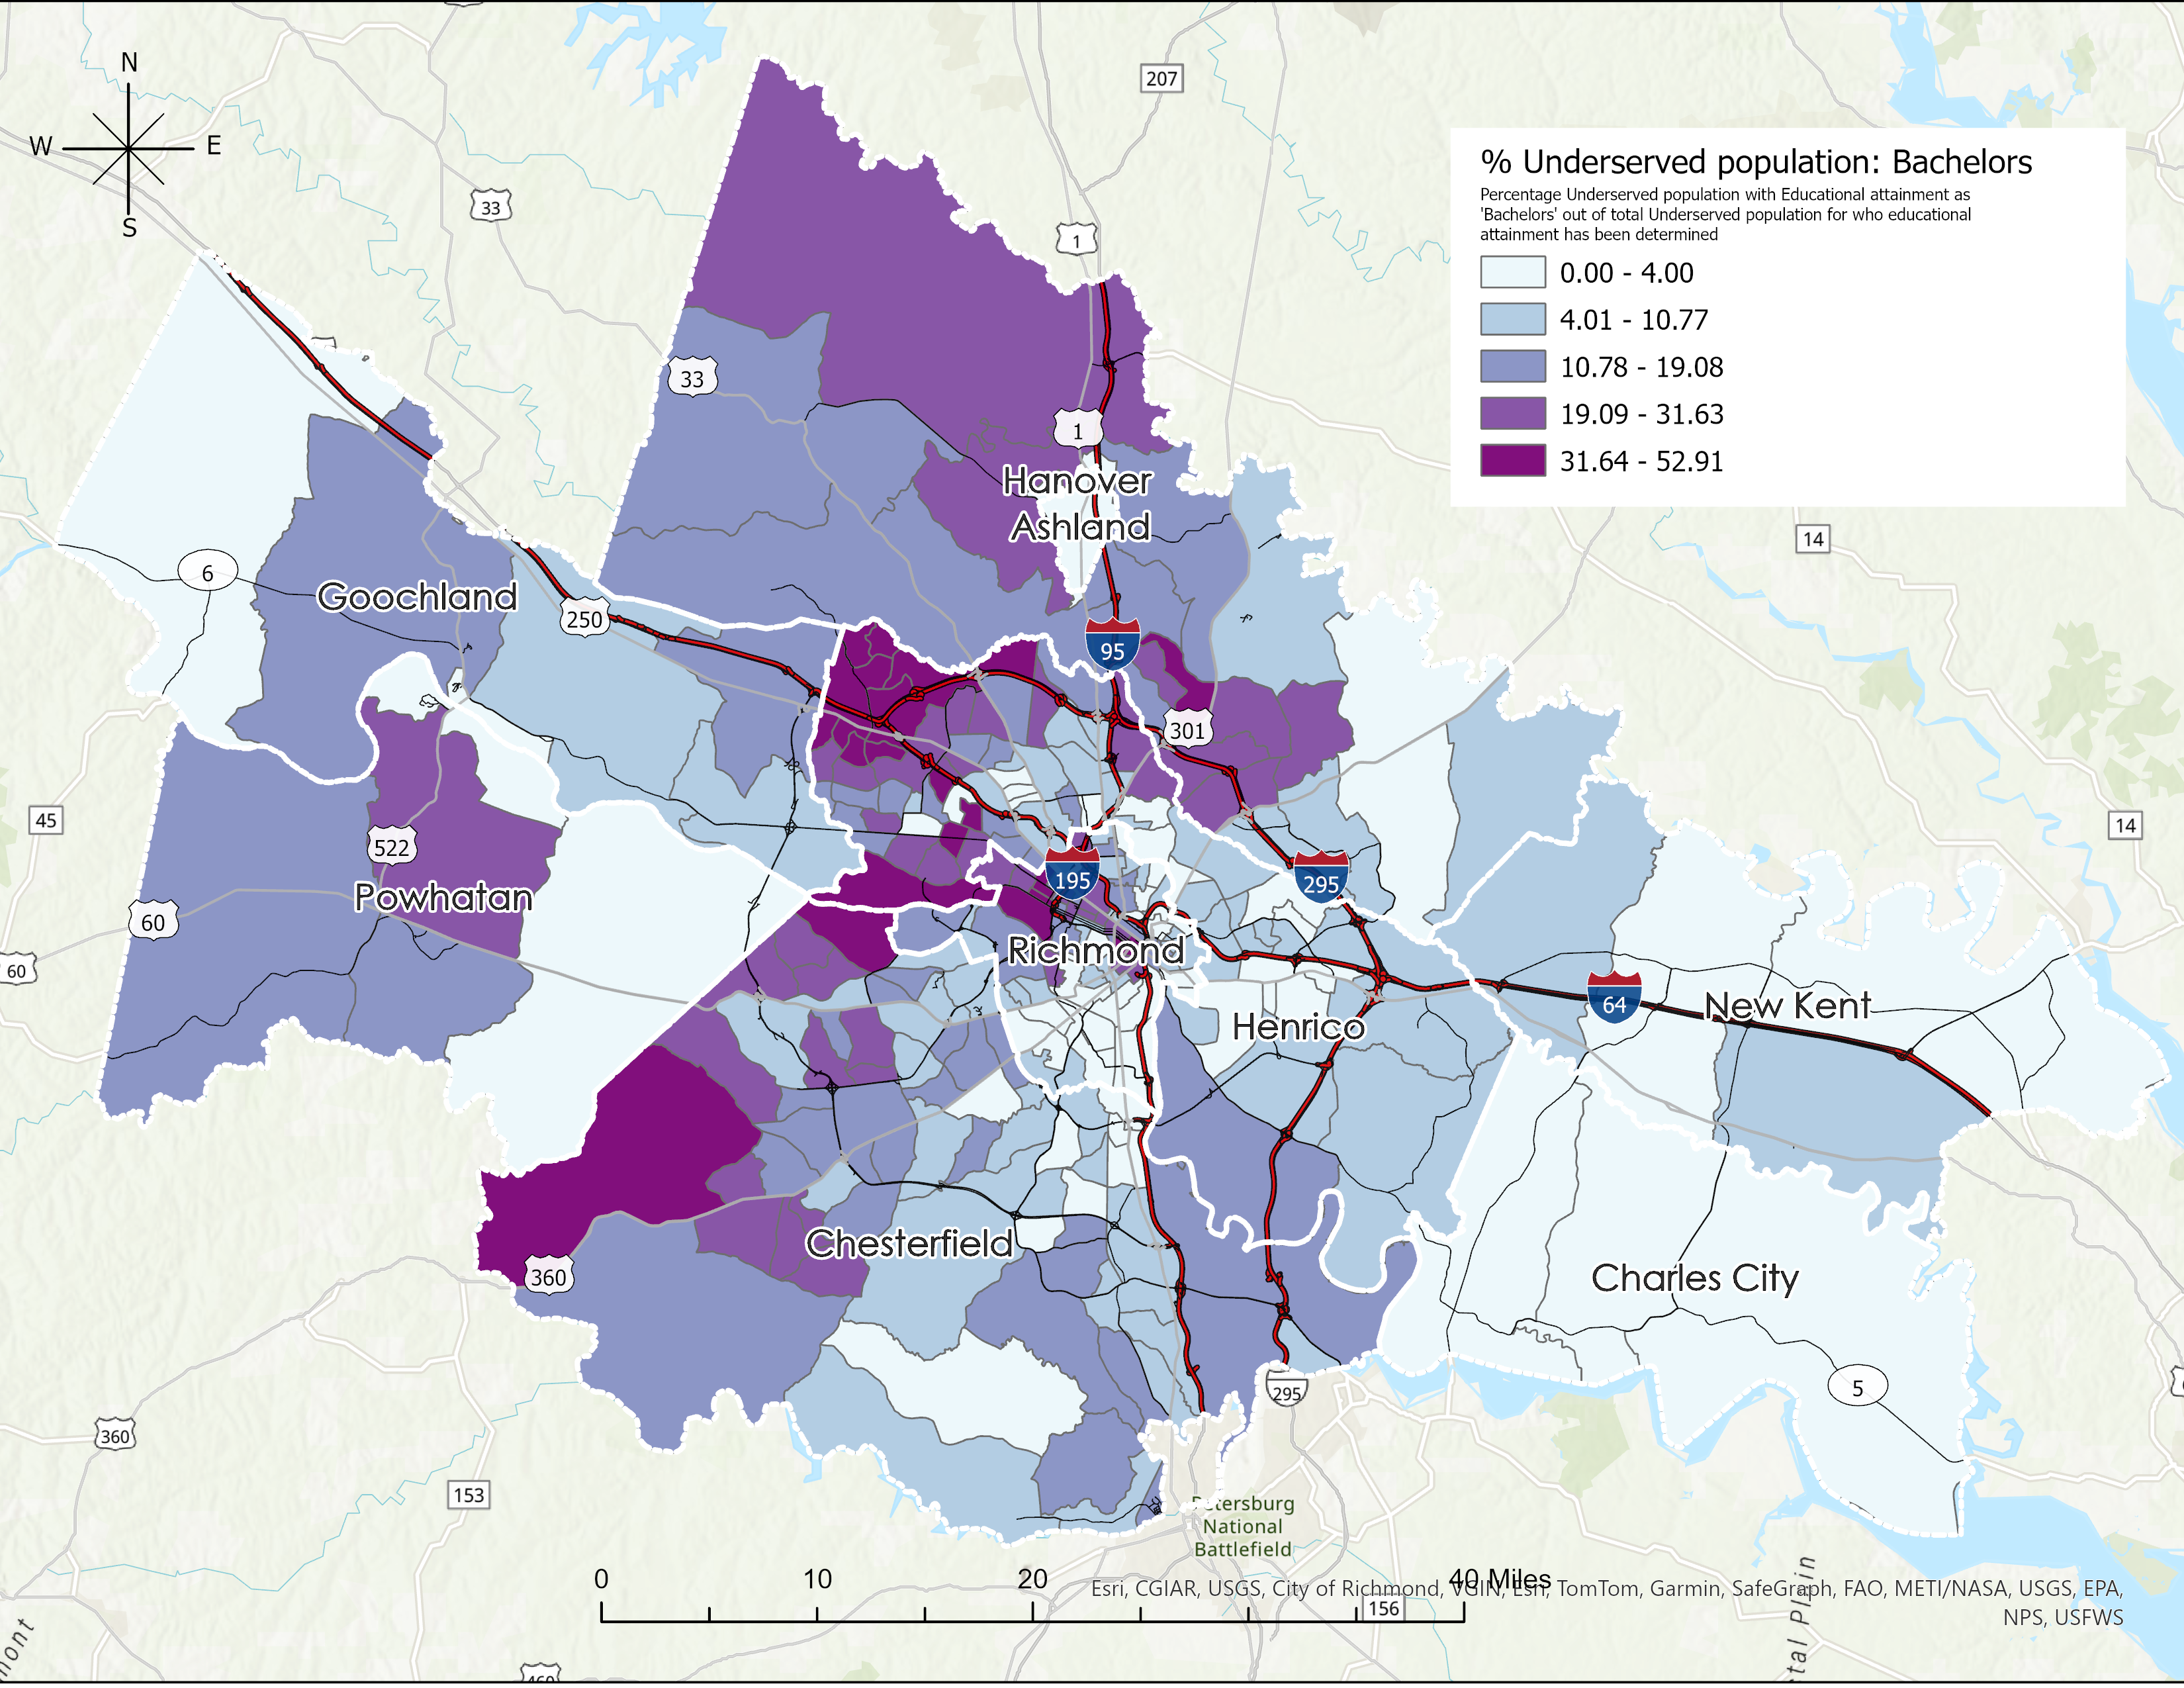 N
W E
S
207
33
1
% Underserved population: Bachelors
Percentage Underserved population with Educational attainment as
'Bachelors' out of total Underserved population for who educational
attainment has been determined
0.00 - 4.00
4.01 - 10.77
10.78 - 19.08
19.09 - 31.63
31.64 - 52.91
33
1
Hanover
Ashland
14
6
Goochland
250
95
301
45
522
14
195
295
Powhatan
60
60
Richmond
64
New Kent
Henrico
Chesterfield
360
Charles City
5
295
360
153
Petersburg
National
Battlefield
0 10 20 40 Miles
Esri, CGIAR, USGS, City of Richmond, VGIN, Esri, TomTom, Garmin, SafeGraph, FAO, METI/NASA, USGS, EPA,
NPS, USFWS
156
460